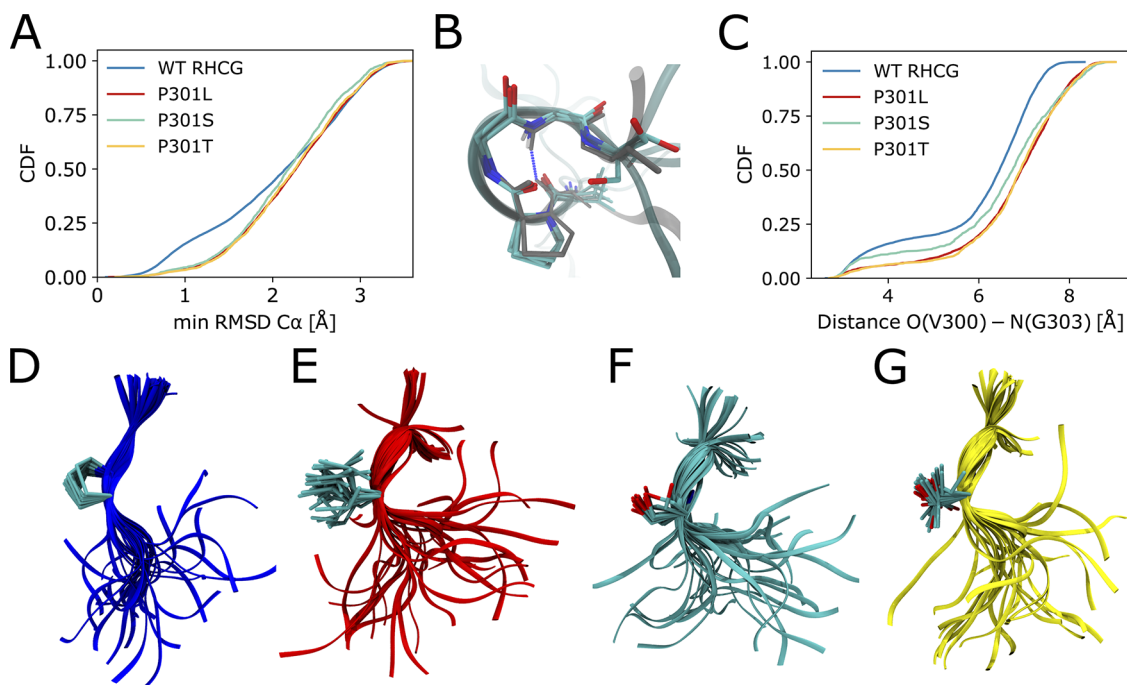 A
B
C
1.00
0.75
0.50
0.25
0.00
CDF
WT RHCG
P301L
P301S
P301T
0
1
2
3
min RMSD Cα [Å]
1.00
0.75
0.50
0.25
0.00
CDF
WT RHCG
P301L
P301S
P301T
4
6
8
Distance O(V300) – N(G303) [Å]
D
E
F
G